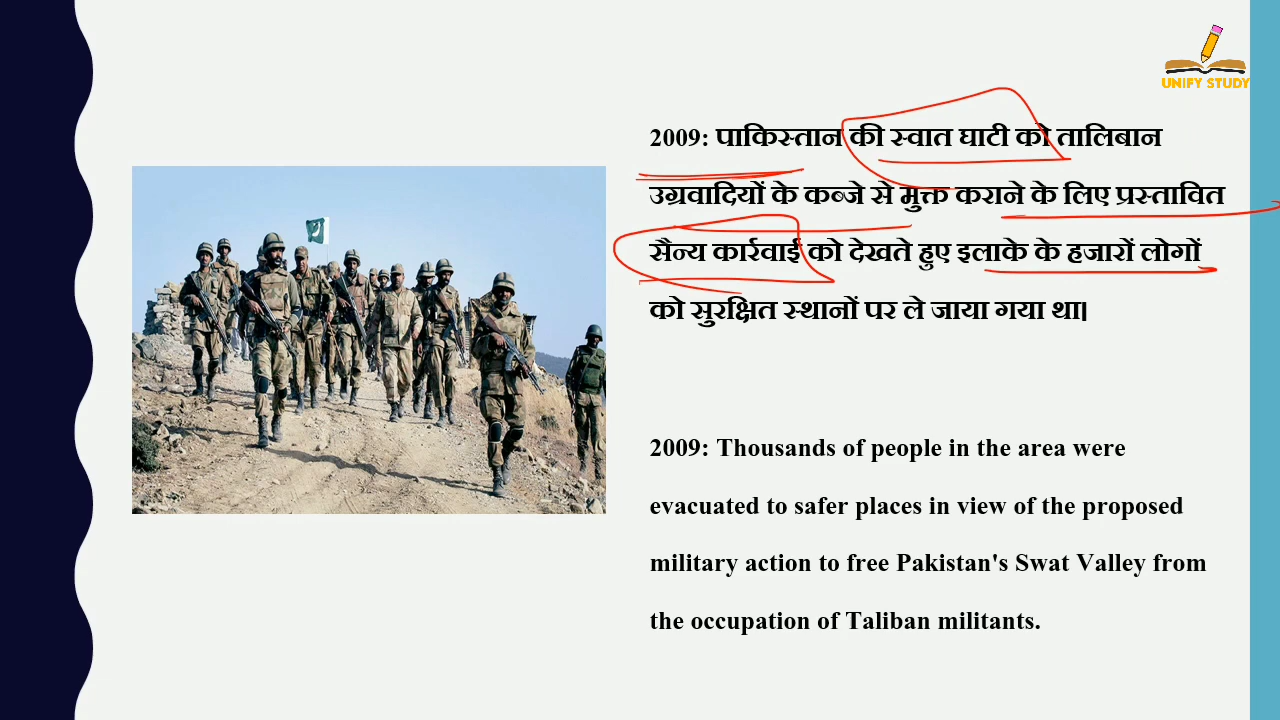 UNIFY STUDY
2009: पाकिस्तान की स्वात घाटी को तालिबान
उग्रवादियों के कब्जे से मुक्त कराने के लिए प्रस्तावित
सैन्य कार्रवाई को देखते हुए इलाके के हजारों लोगों
को सुरक्षित स्थानों पर ले जाया गया था।
2009: Thousands of people in the area were
evacuated to safer places in view of the proposed
military action to free Pakistan's Swat Valley from
the occupation of Taliban militants.